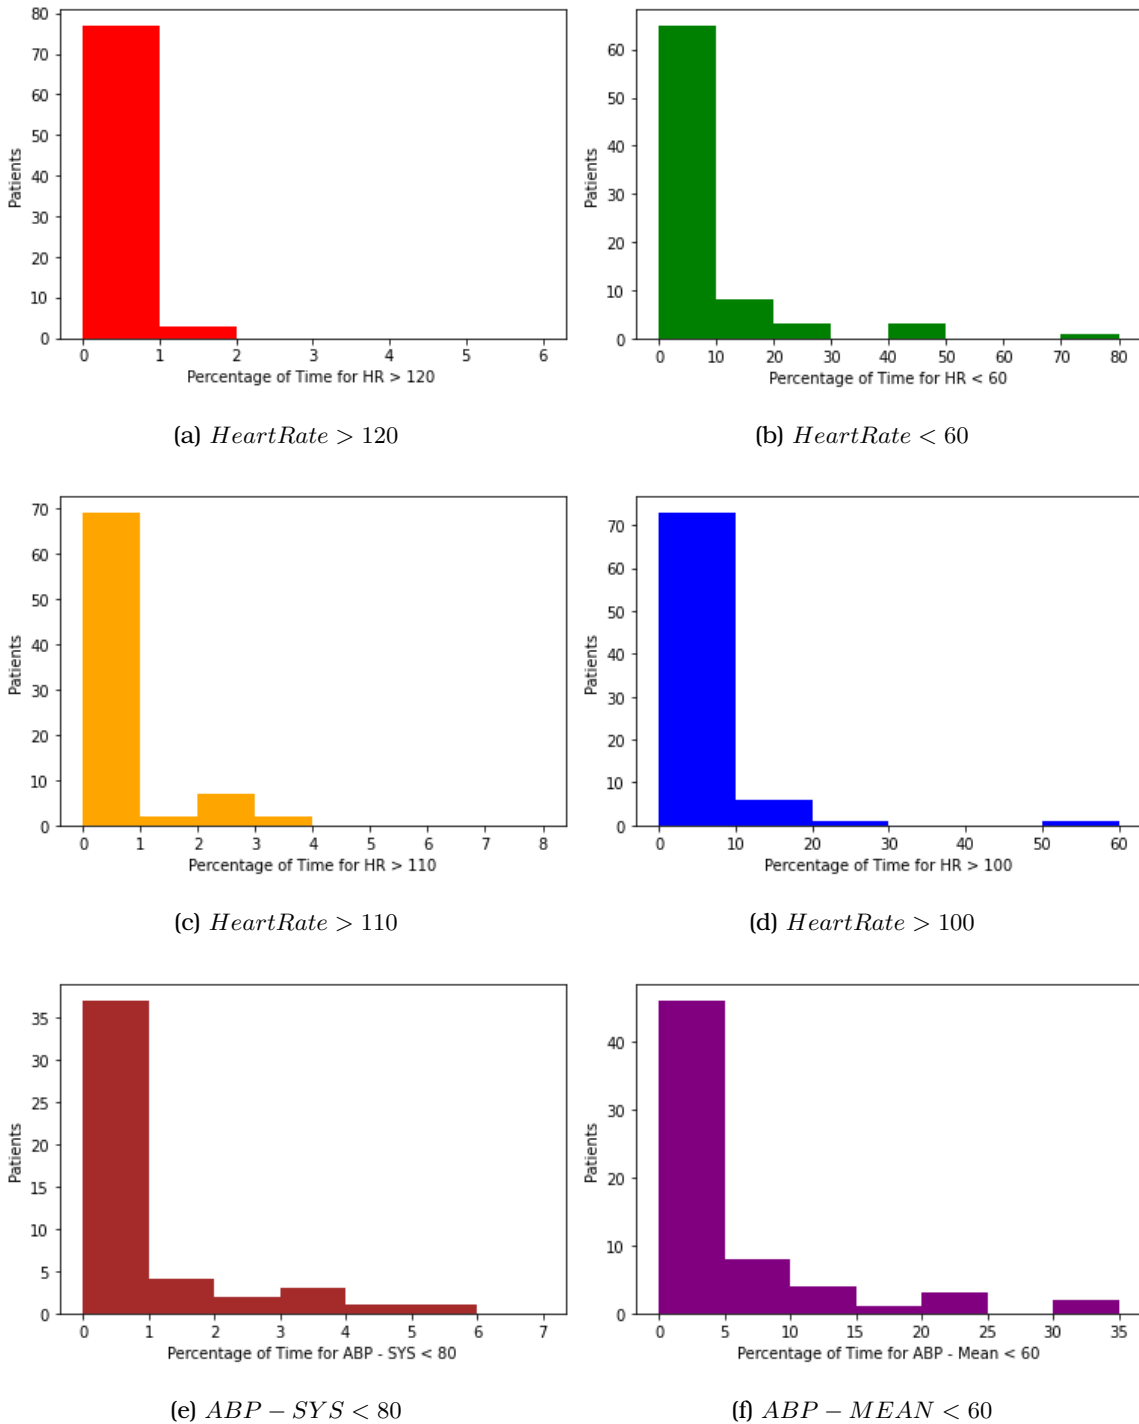 80
70
60
50
40
30
20
10
0
Patients
0 1 2 3 4 5 6
Percentage of Time for HR > 120
(a) HeartRate > 120
60
50
40
30
20
10
0
Patients
0 10 20 30 40 50 60 70 80
Percentage of Time for HR < 60
(b) HeartRate < 60
70
60
50
40
30
20
10
0
Patients
0 1 2 3 4 5 6 7 8
Percentage of Time for HR > 110
(c) HeartRate > 110
70
60
50
40
30
20
10
0
Patients
0 10 20 30 40 50 60
Percentage of Time for HR > 100
(d) HeartRate > 100
35
30
25
20
15
10
5
0
Patients
0 1 2 3 4 5 6 7
Percentage of Time for ABP - SYS < 80
(e) ABP − SYS < 80
40
30
20
10
0
Patients
0 5 10 15 20 25 30 35
Percentage of Time for ABP - Mean < 60
(f) ABP − MEAN < 60